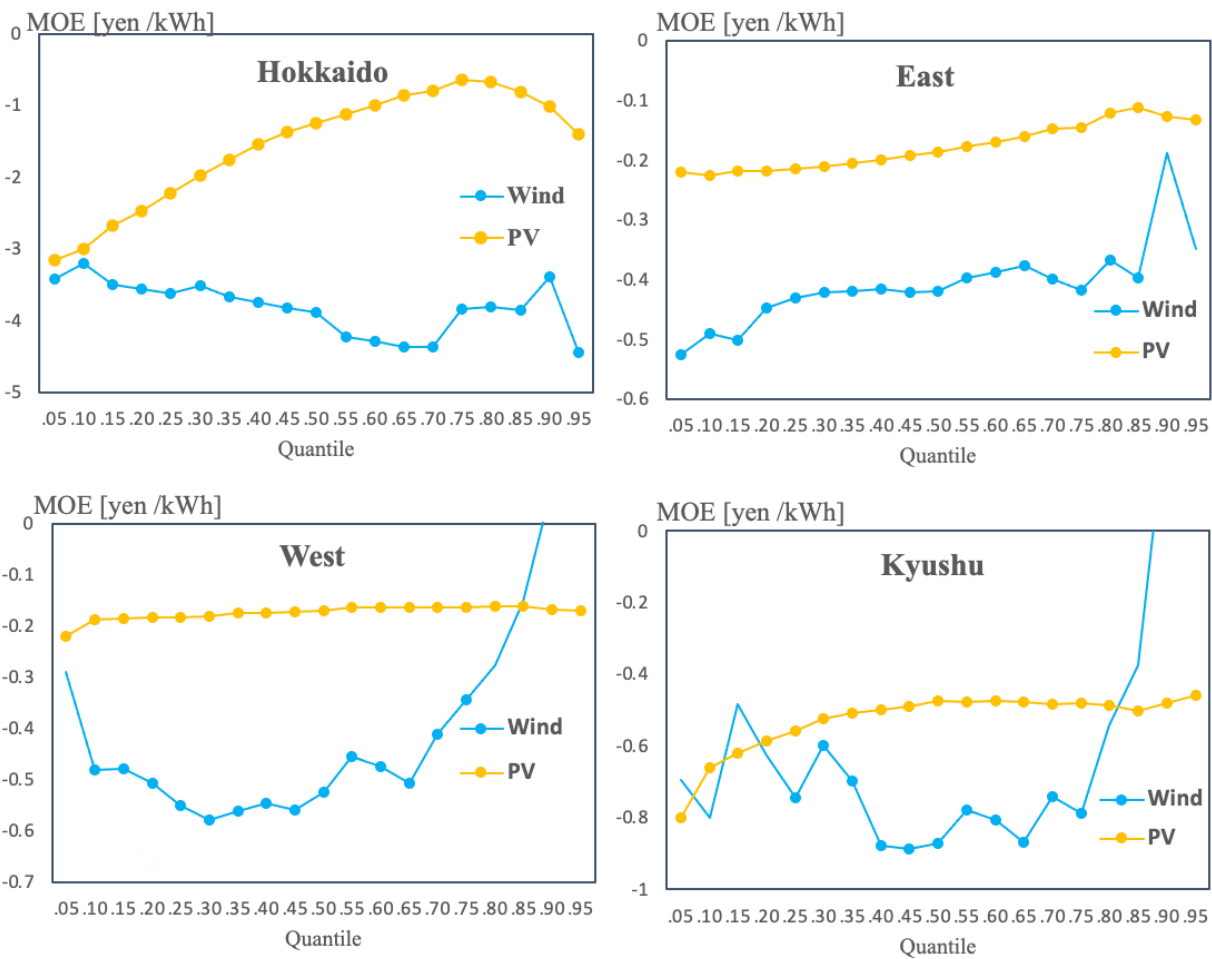 MOE [yen /kWh]
Hokkaido
0
-1
-2
-3
-4
-5
Wind
PV
.05 .10 .15 .20 .25 .30 .35 .40 .45 .50 .55 .60 .65 .70 .75 .80 .85 .90 .95
Quantile
MOE [yen /kWh]
East
0
-0.1
-0.2
-0.3
-0.4
-0.5
-0.6
Wind
PV
.05 .10 .15 .20 .25 .30 .35 .40 .45 .50 .55 .60 .65 .70 .75 .80 .85 .90 .95
Quantile
MOE [yen /kWh]
West
0
-0.1
-0.2
-0.3
-0.4
-0.5
-0.6
-0.7
Wind
PV
.05 .10 .15 .20 .25 .30 .35 .40 .45 .50 .55 .60 .65 .70 .75 .80 .85 .90 .95
Quantile
MOE [yen /kWh]
Kyushu
0
-0.2
-0.4
-0.6
-0.8
-1
Wind
PV
.05 .10 .15 .20 .25 .30 .35 .40 .45 .50 .55 .60 .65 .70 .75 .80 .85 .90 .95
Quantile